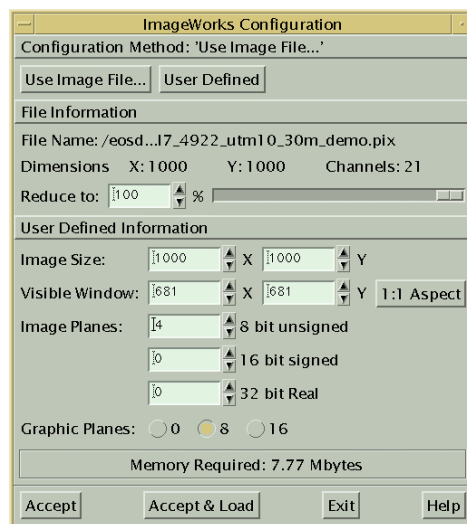 ImageWorks Configuration
Configuration Method: 'Use Image File...'
Use Image File... User Defined
File Information
File Name: /eosd...l7_4922_utm10_30m_demo.pix
Dimensions X: 1000 Y: 1000 Channels: 21
Reduce to: 100 %
User Defined Information
Image Size: 1000 X 1000 Y
Visible Window: 681 X 681 Y 1:1 Aspect
Image Planes: 4 8 bit unsigned
0 16 bit signed
0 32 bit Real
Graphic Planes: 0 8 16
Memory Required: 7.77 Mbytes
Accept Accept & Load Exit Help